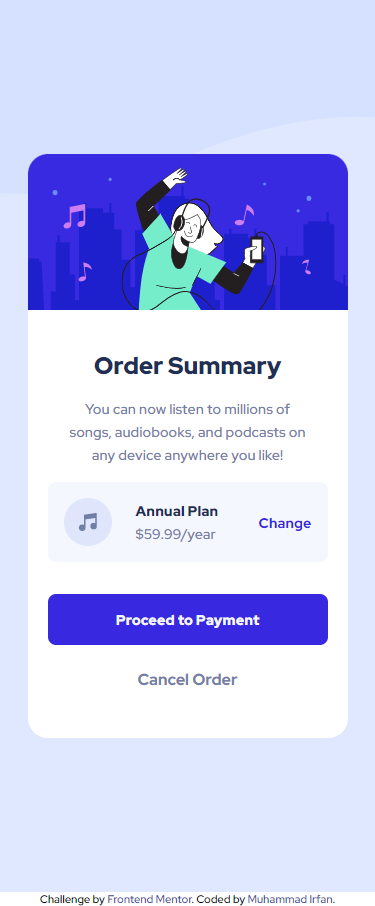 Order Summary
You can now listen to millions of
songs, audiobooks, and podcasts on
any device anywhere you like!
Annual Plan
$59.99/year
Change
Proceed to Payment
Cancel Order
Challenge by Frontend Mentor. Coded by Muhammad Irfan.